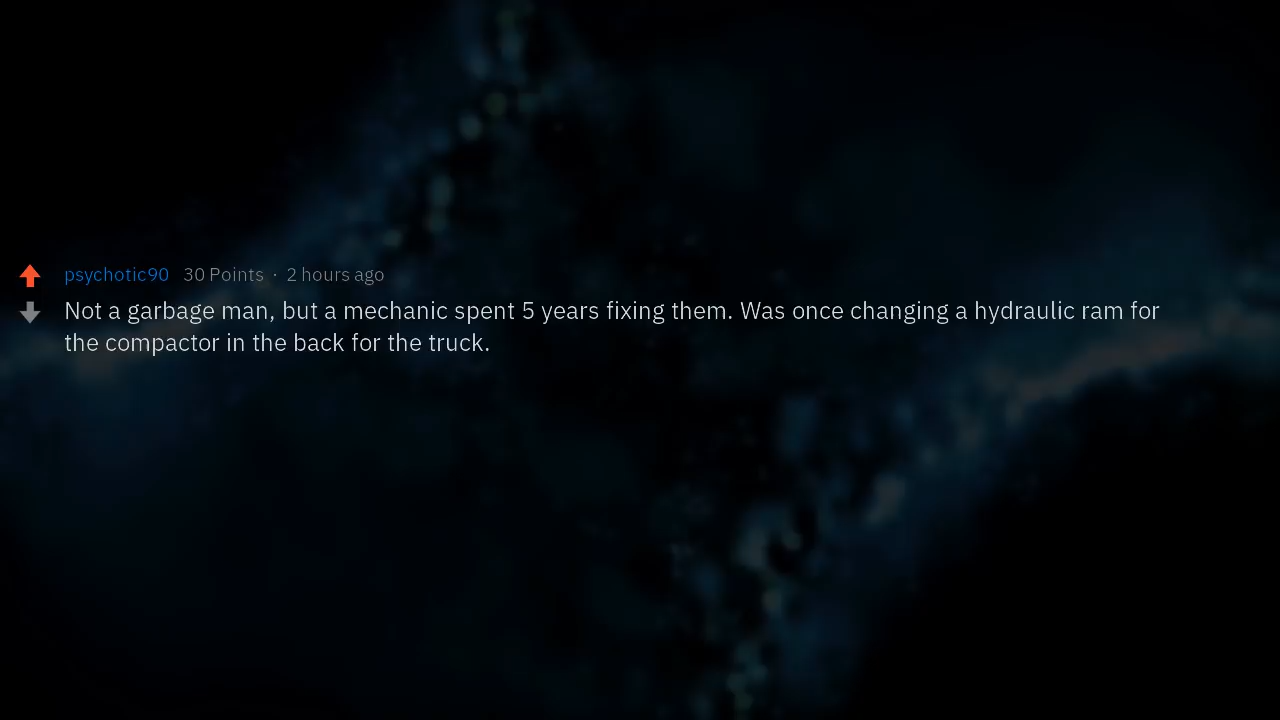 psychotic90 30 Points · 2 hours ago
Not a garbage man, but a mechanic spent 5 years fixing them. Was once changing a hydraulic ram for
the compactor in the back for the truck.